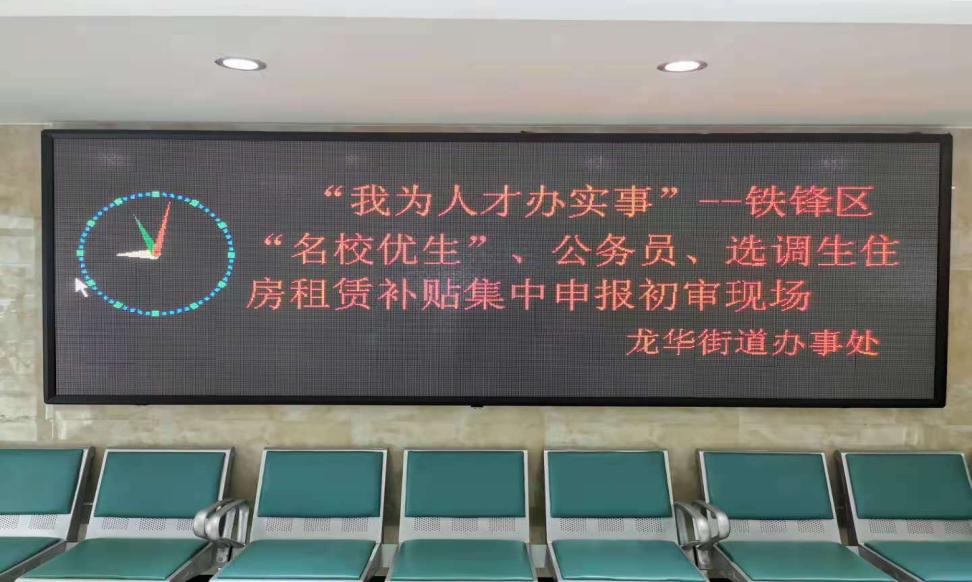 “我为人才办实事”--铁锋区
“名校优生”、公务员、选调生住
房租赁补贴集中申报初审现场
龙华街道办事处